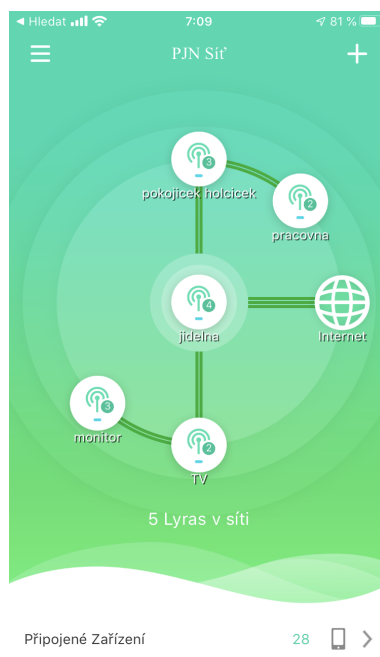 Hledat 7:09 81 %
PJN Síť
3
pokojicek holcicek
2
pracovna
4
jidelna
Internet
3
monitor
2
TV
5 Lyras v síti
Připojené Zařízení 28